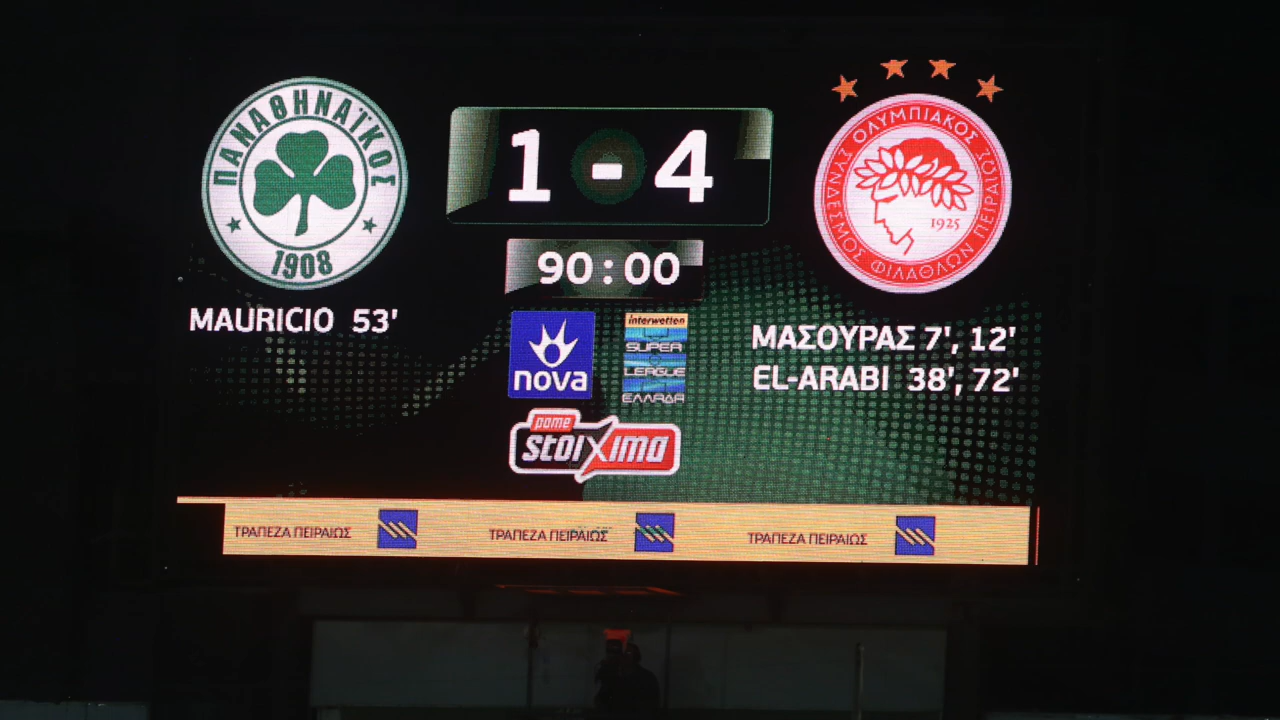 ΠΑΝΑΘΗΝΑΪΚΟΣ
1908
1 - 4
ΟΛΥΜΠΙΑΚΟΣ ΣΥΝΔΕΣΜΟΣ ΦΙΛΑΘΛΩΝ ΠΕΙΡΑΙΩΣ
1925
90:00
MAURICIO 53'
ΜΑΣΟΥΡΑΣ 7', 12'
EL-ARABI 38', 72'
nova
interwetten
SUPER
LEAGUE
ΕΛΛΑΔΑ
pame
stoiXima
ΤΡΑΠΕΖΑ ΠΕΙΡΑΙΩΣ
ΤΡΑΠΕΖΑ ΠΕΙΡΑΙΩΣ
ΤΡΑΠΕΖΑ ΠΕΙΡΑΙΩΣ